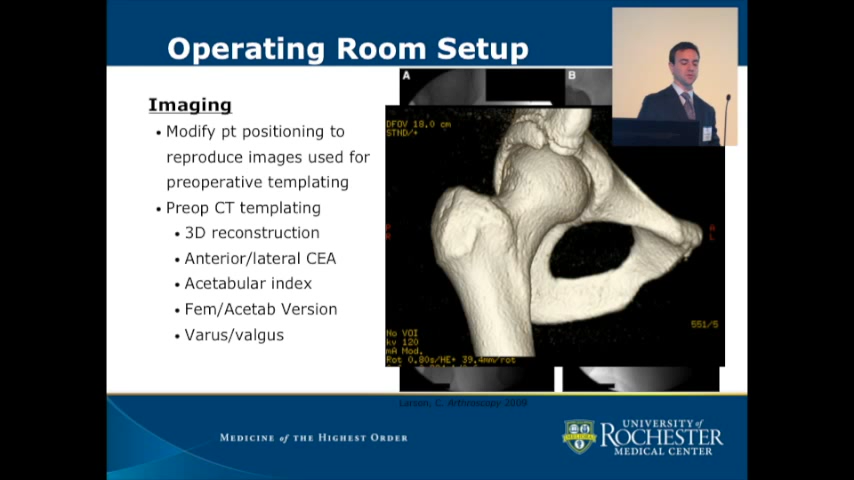 Operating Room Setup
A
B
Imaging
• Modify pt positioning to
reproduce images used for
preoperative templating
• Preop CT templating
• 3D reconstruction
• Anterior/lateral CEA
• Acetabular index
• Fem/Acetab Version
• Varus/valgus
DFOV 18.0 cm
STND/+
A
L
551/5
No VOI
kv 120
mA Mod.
Rot 0.80s/HE+ 39.4mm/rot
Larson, C. Arthroscopy 2009
MEDICINE of the HIGHEST ORDER
UNIVERSITY of
ROCHESTER
MEDICAL CENTER